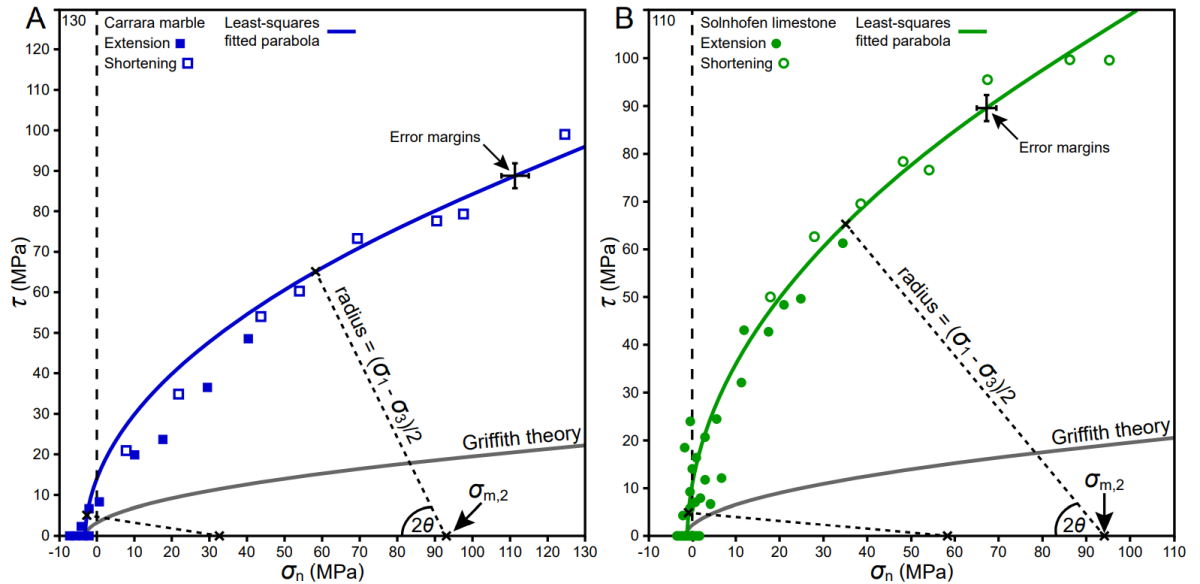 A
130
Carrara marble
Extension
Shortening
Least-squares
fitted parabola
120
110
100
90
80
70
60
50
40
30
20
10
0
τ (MPa)
Error margins
radius = (σ1 - σ3)/2
Griffith theory
σm,2
2θ
-10 0 10 20 30 40 50 60 70 80 90 100 110 120 130
σn (MPa)
B
110
Solnhofen limestone
Extension
Shortening
Least-squares
fitted parabola
100
90
80
70
60
50
40
30
20
10
0
τ (MPa)
Error margins
radius = (σ1 - σ3)/2
Griffith theory
σm,2
2θ
-10 0 10 20 30 40 50 60 70 80 90 100 110
σn (MPa)